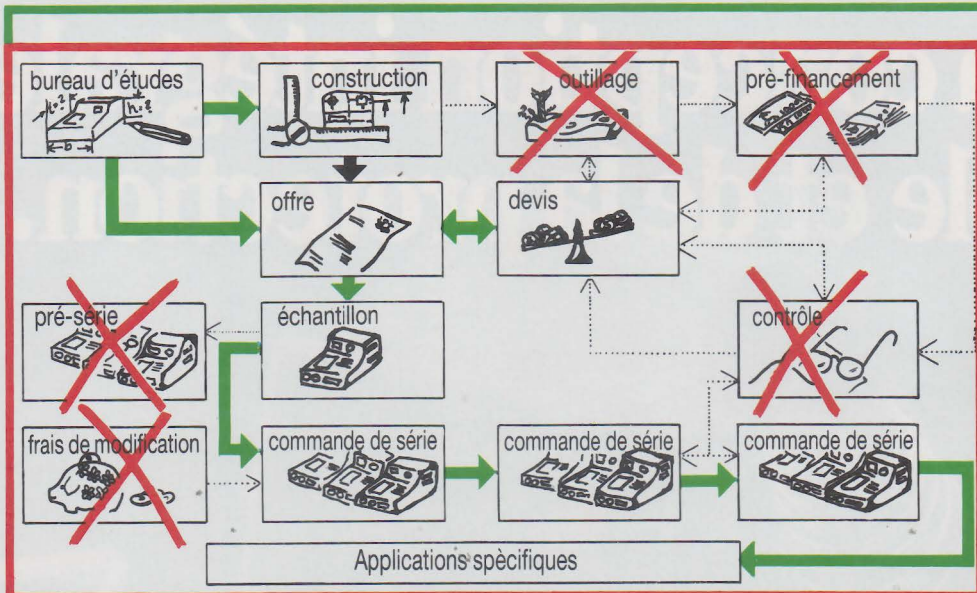 bureau d'études
construction
outillage
prè-financement
l=?
h=?
b
offre
devis
pré-série
échantillon
contrôle
frais de modification
commande de série
commande de série
commande de série
Applications spècifiques